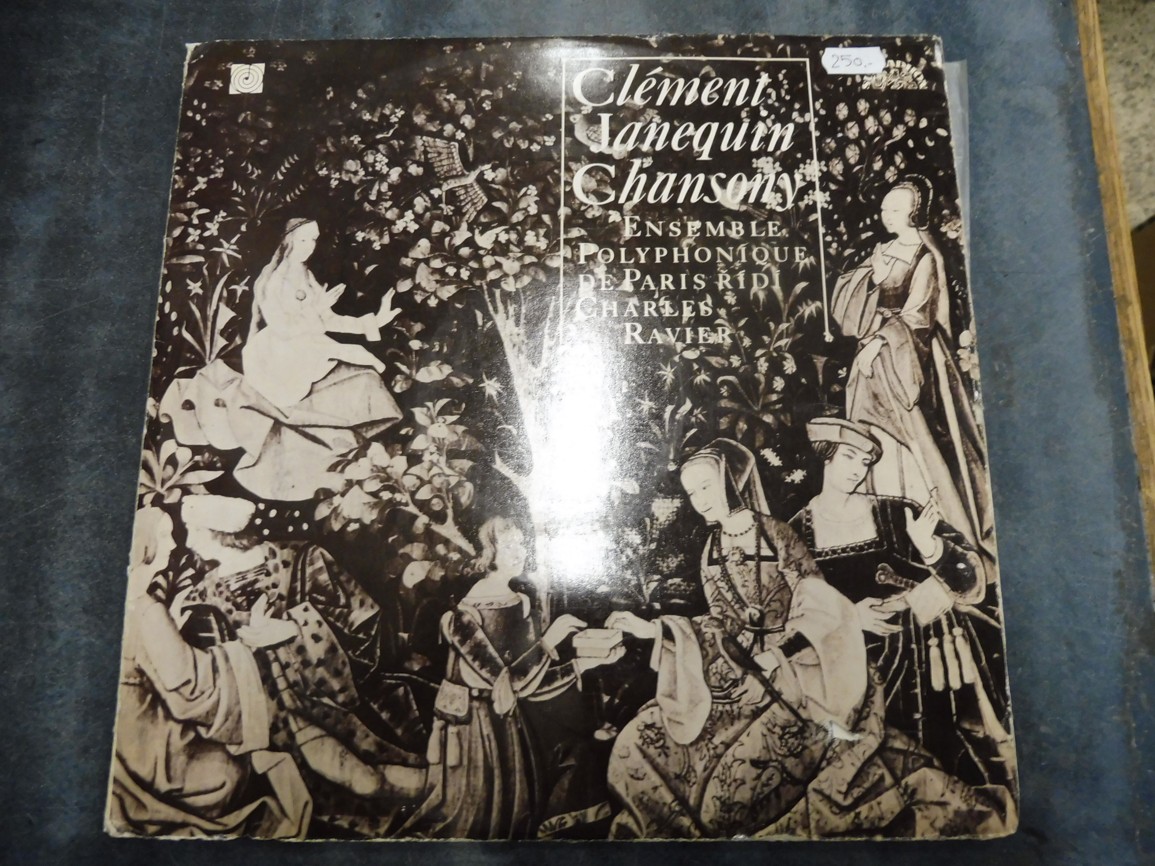 Clément
Janequin
Chansony
ENSEMBLE
POLYPHONIQUE
DE PARIS ŘÍDÍ
CHARLES
RAVIER
250,-